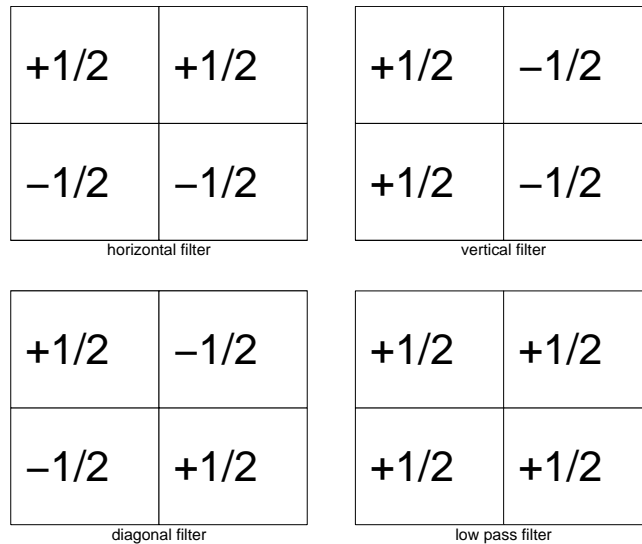 +1/2 +1/2 +1/2 −1/2
−1/2 −1/2 +1/2 −1/2
horizontal filter vertical filter
+1/2 −1/2 +1/2 +1/2
−1/2 +1/2 +1/2 +1/2
diagonal filter low pass filter